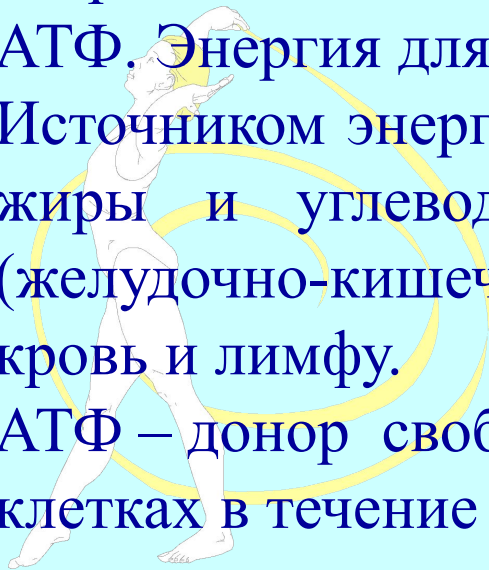 АТФ. Энергия для
Источником энерг
жиры и углевод
(желудочно-кишеч
кровь и лимфу.
АТФ – донор своб
клетках в течение